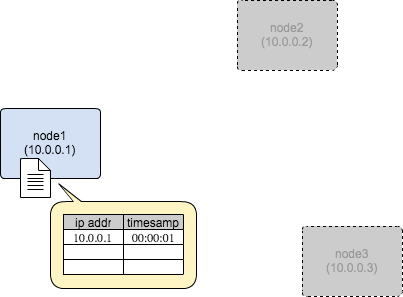 node2
(10.0.0.2)
node1
(10.0.0.1)
ip addr timesamp
10.0.0.1 00:00:01
node3
(10.0.0.3)